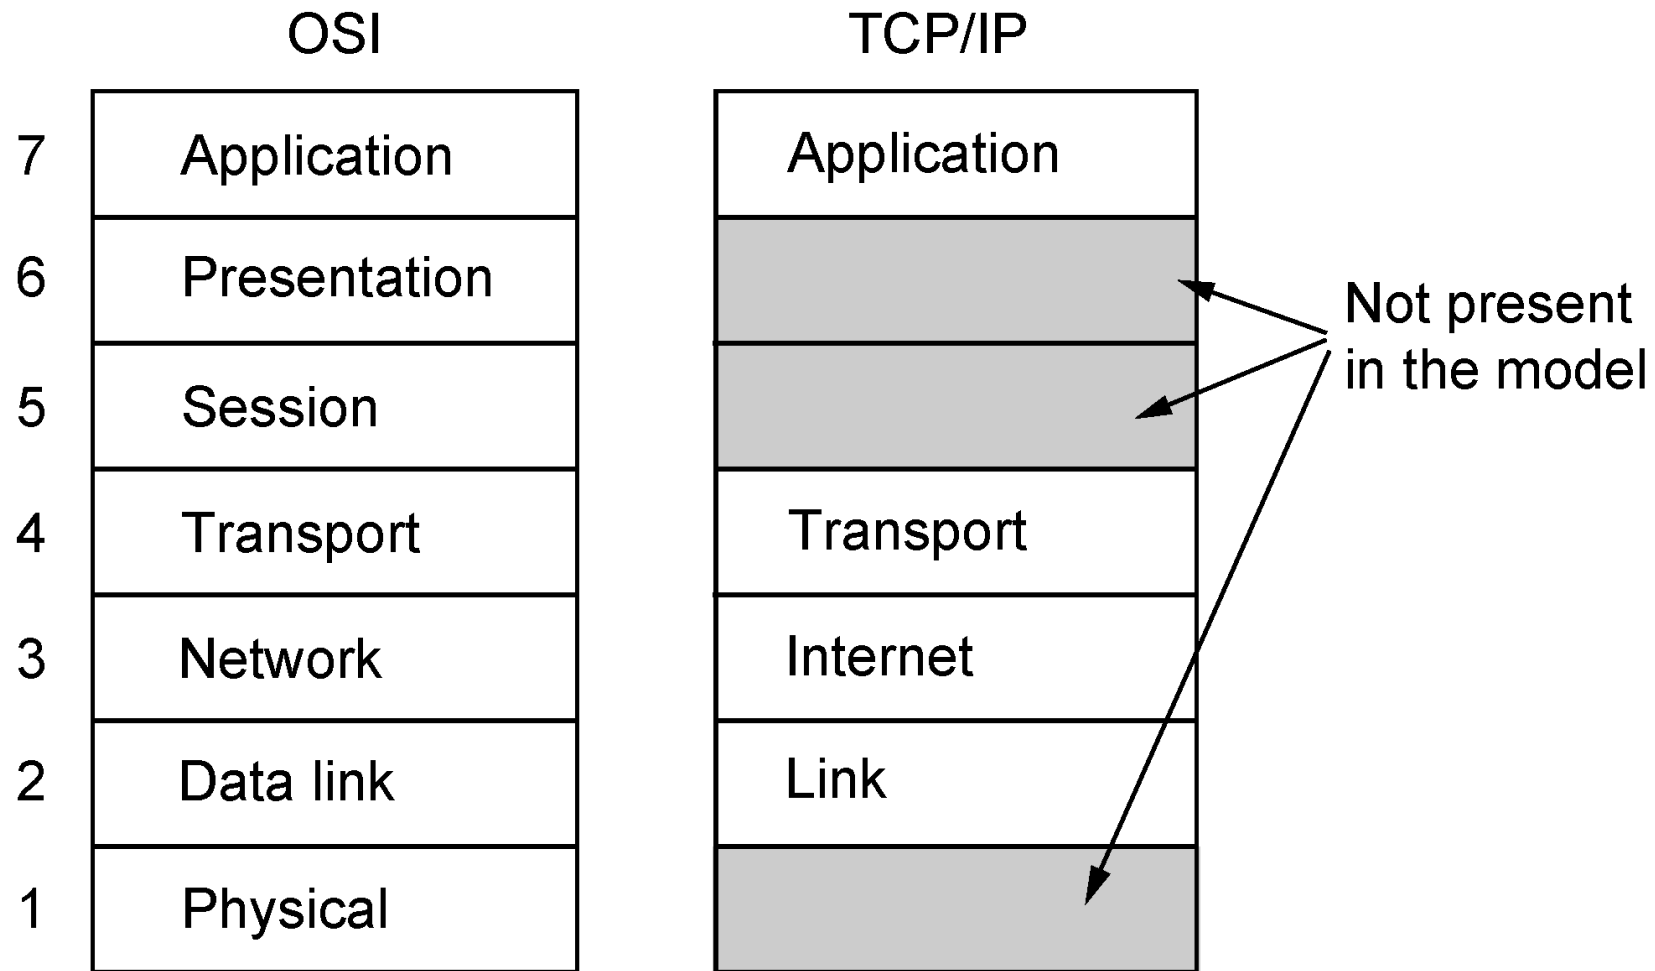 OSI
TCP/IP
7
Application
Application
6
Presentation
Not present
in the model
5
Session
4
Transport
Transport
3
Network
Internet
2
Data link
Link
1
Physical